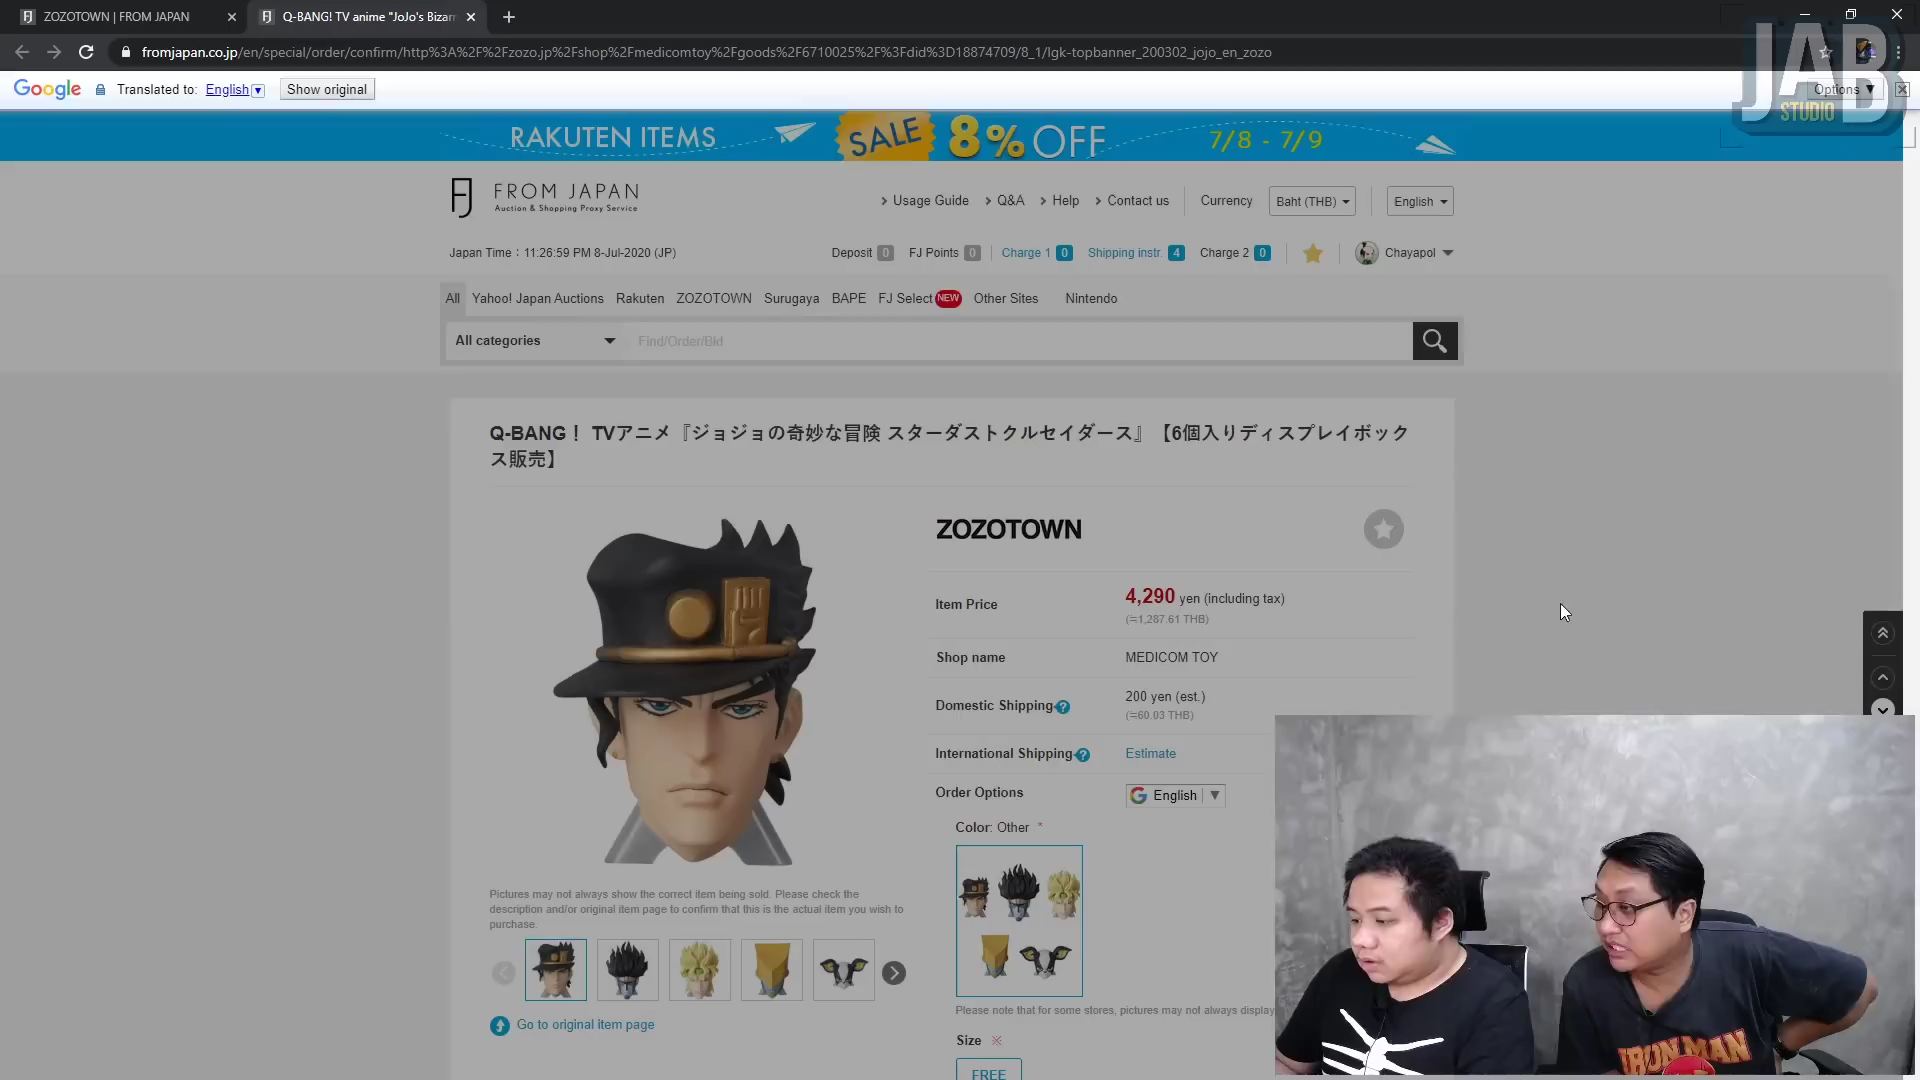 ZOZOTOWN | FROM JAPAN
Q-BANG! TV anime "JoJo's Bizarr
fromjapan.co.jp/en/special/order/confirm/http%3A%2F%2Fzozo.jp%2Fshop%2Fmedicomtoy%2Fgoods%2F6710025%2F%3Fdid%3D18874709/8_1/lgk-topbanner_200302_jojo_en_zozo
JAB
STUDIO
Google Translated to: English Show original Options
RAKUTEN ITEMS SALE 8% OFF 7/8 - 7/9
FROM JAPAN
Auction & Shopping Proxy Service
Usage Guide Q&A Help Contact us Currency Baht (THB) English
Japan Time : 11:26:59 PM 8-Jul-2020 (JP)
Deposit 0 FJ Points 0 Charge 1 0 Shipping instr. 4 Charge 2 0 Chayapol
All Yahoo! Japan Auctions Rakuten ZOZOTOWN Surugaya BAPE FJ Select NEW Other Sites Nintendo
All categories Find/Order/Bid
Q-BANG！ TVアニメ『ジョジョの奇妙な冒険 スターダストクルセイダース』【6個入りディスプレイボック
ス販売】
ZOZOTOWN
Item Price 4,290 yen (including tax)
(≒1,287.61 THB)
Shop name MEDICOM TOY
Domestic Shipping ? 200 yen (est.)
(≒60.03 THB)
International Shipping ? Estimate
Order Options English
Color: Other *
Pictures may not always show the correct item being sold. Please check the
description and/or original item page to confirm that this is the actual item you wish to
purchase.
Go to original item page
Please note that for some stores, pictures may not always display
Size ※
FREE
IRON MAN